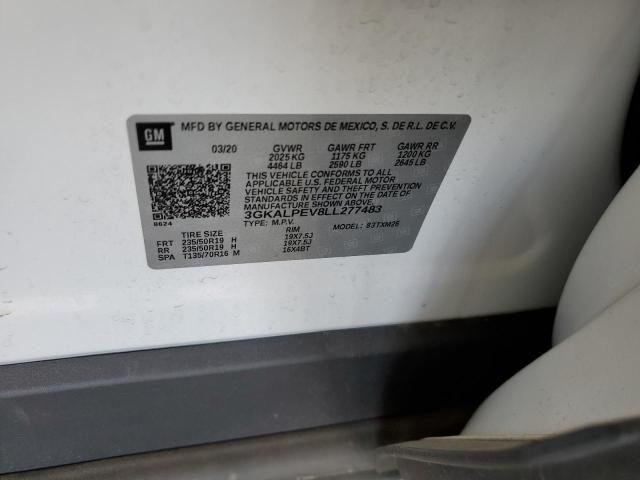 GM
MFD BY GENERAL MOTORS DE MEXICO, S. DE R.L. DE C.V.
03/20 GVWR GAWR FRT GAWR RR
2025 KG 1175 KG 1200 KG
4464 LB 2590 LB 2645 LB
THIS VEHICLE CONFORMS TO ALL
APPLICABLE U.S. FEDERAL MOTOR
VEHICLE SAFETY AND THEFT PREVENTION
STANDARDS IN EFFECT ON THE DATE OF
MANUFACTURE SHOWN ABOVE.
8624
3GKALPEV8LL277483
TYPE: M.P.V. MODEL: 83TXM26
TIRE SIZE RIM
FRT 235/50R19 H 19X7.5J
RR 235/50R19 H 19X7.5J
SPA T135/70R16 M 16X4BT